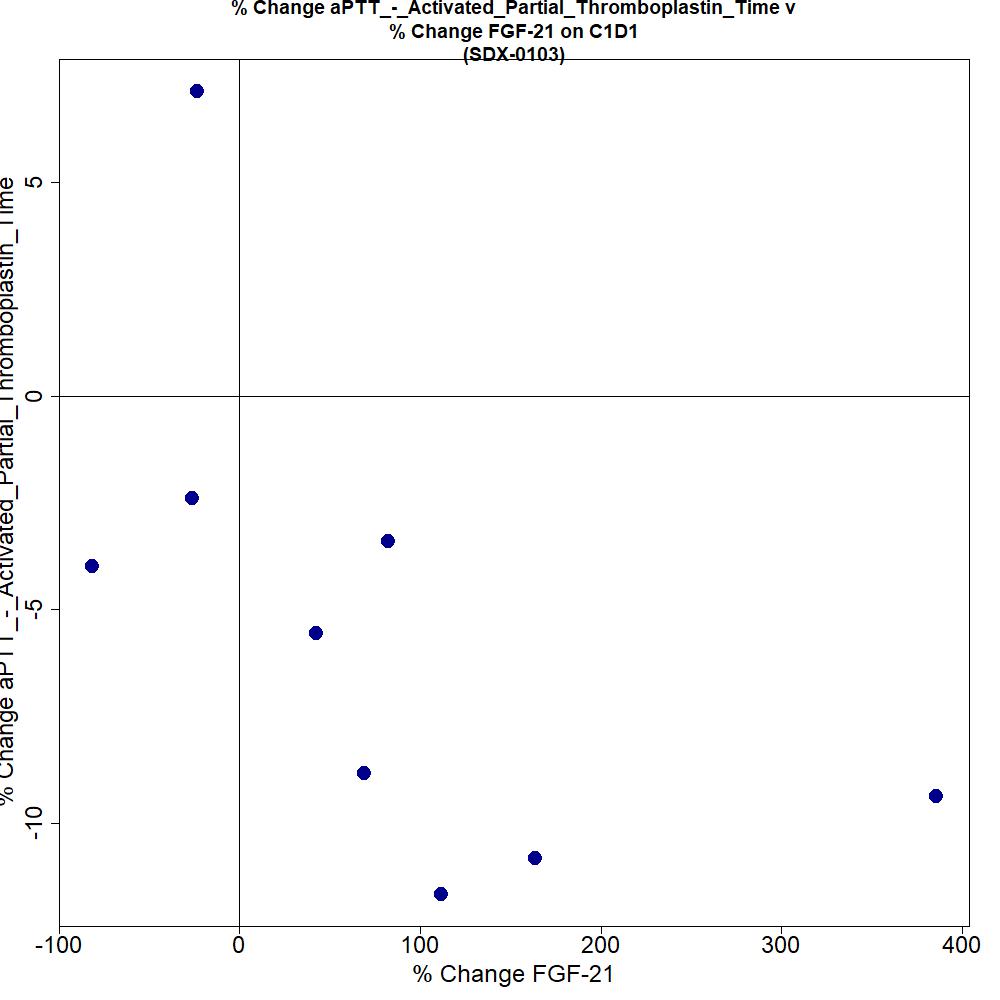 % Change aPTT_-_Activated_Partial_Thromboplastin_Time v
% Change FGF-21 on C1D1
(SDX-0103)
% Change aPTT_-_Activated_Partial_Thromboplastin_Time
5
0
-5
-10
-100 0 100 200 300 400
% Change FGF-21